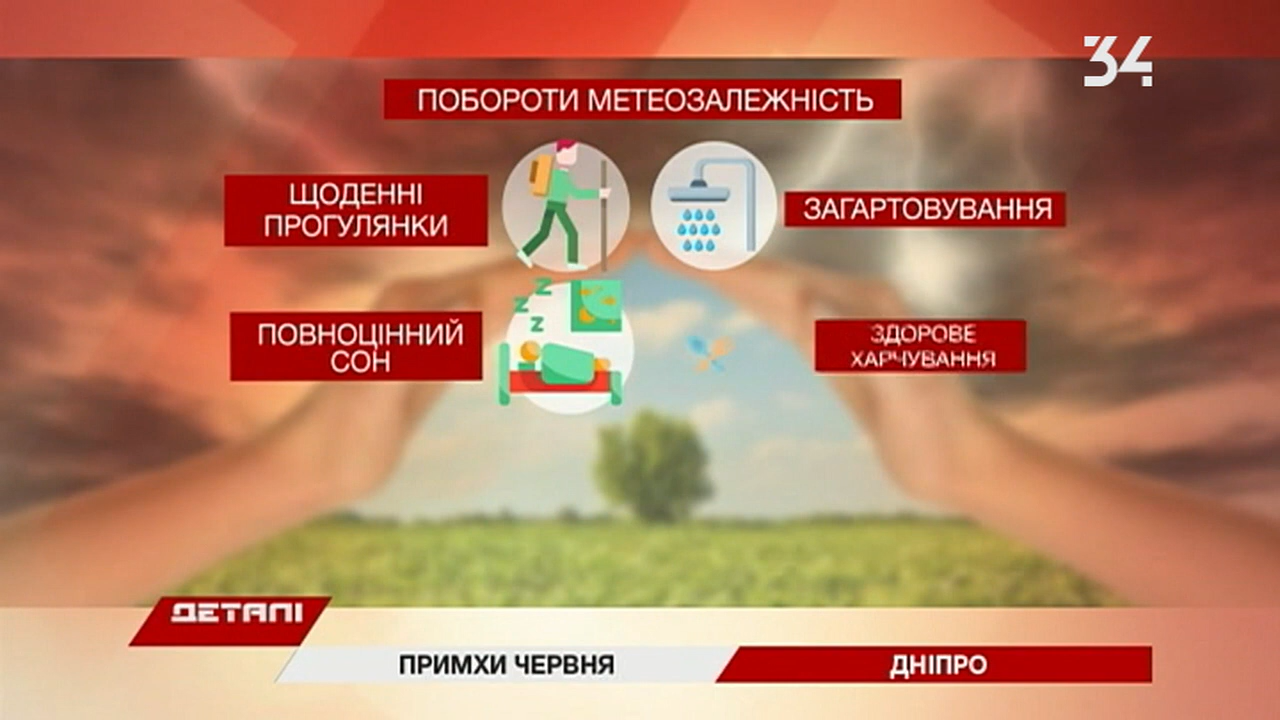 34
ПОБОРОТИ МЕТЕОЗАЛЕЖНІСТЬ
ЩОДЕННІ
ПРОГУЛЯНКИ
ЗАГАРТОВУВАННЯ
ПОВНОЦІННИЙ
СОН
ЗДОРОВЕ
ХАРЧУВАННЯ
ДЕТАЛІ
ПРИМХИ ЧЕРВНЯ
ДНІПРО